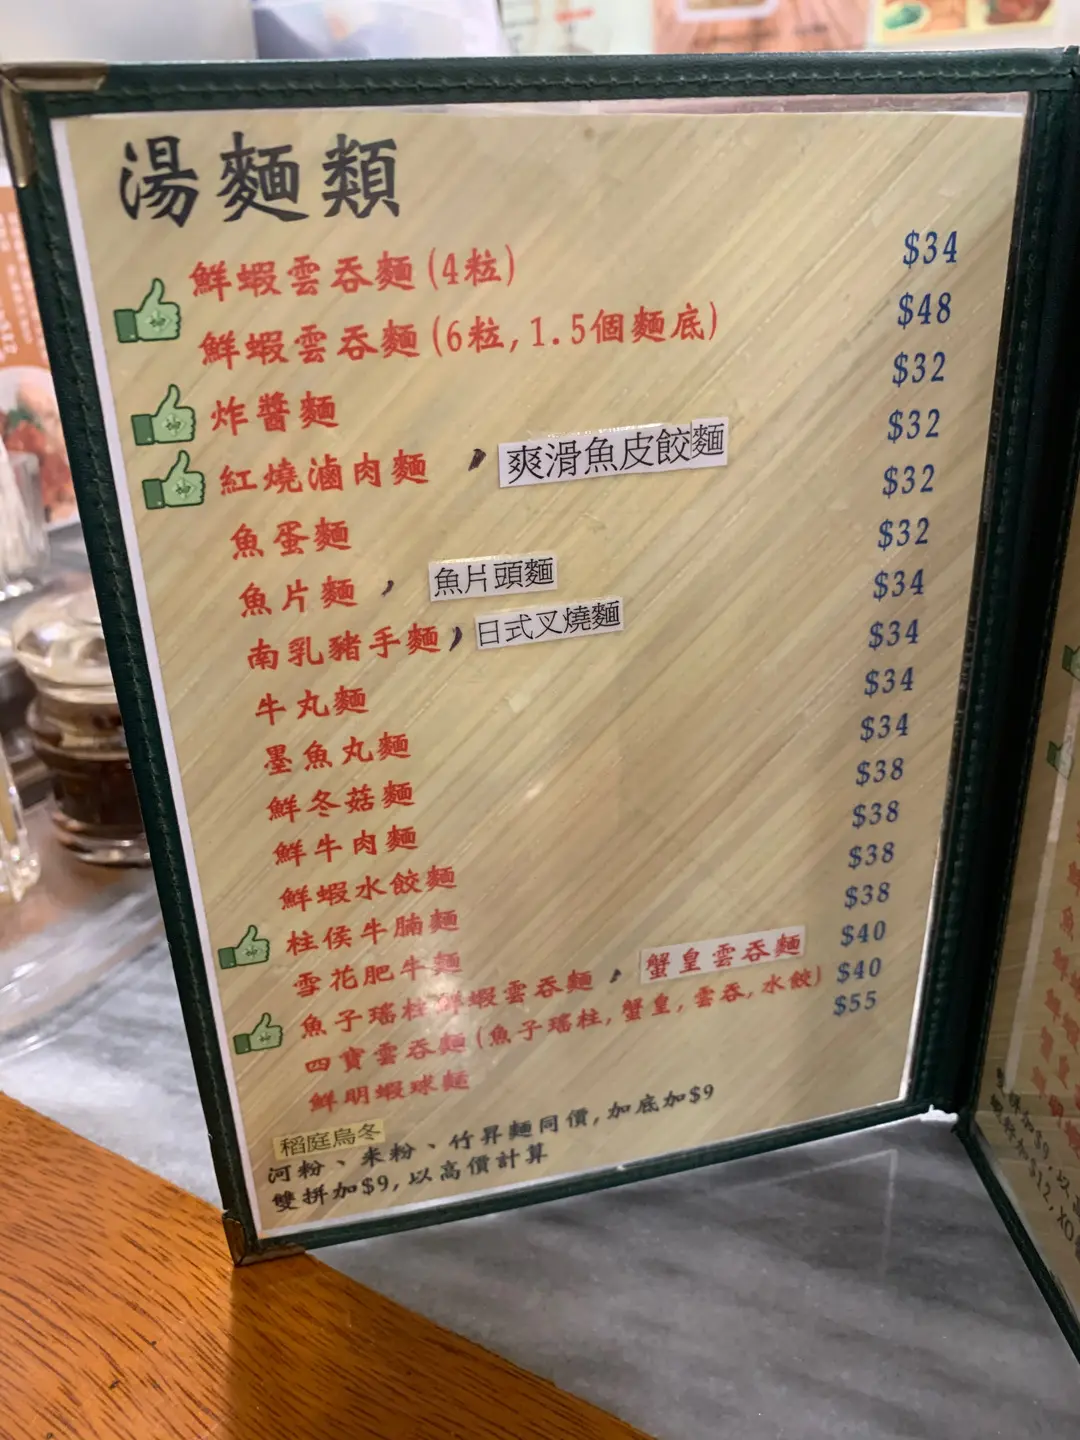 湯麵類
鮮蝦雲吞麵(4粒) $34
鮮蝦雲吞麵(6粒,1.5個麵底) $48
炸醬麵 $32
紅燒滷肉麵,爽滑魚皮餃麵 $32
魚蛋麵 $32
魚片麵,魚片頭麵 $32
南乳豬手麵,日式叉燒麵 $34
牛丸麵 $34
墨魚丸麵 $34
鮮冬菇麵 $34
鮮牛肉麵 $38
鮮蝦水餃麵 $38
柱侯牛腩麵 $38
雪花肥牛麵 $38
魚子瑤柱鮮蝦雲吞麵,蟹皇雲吞麵 $40
四寶雲吞麵(魚子瑤柱,蟹皇,雲吞,水餃) $40
鮮明蝦球麵 $55
稻庭烏冬
河粉、米粉、竹昇麵同價,加底加$9
雙拼加$9,以高價計算